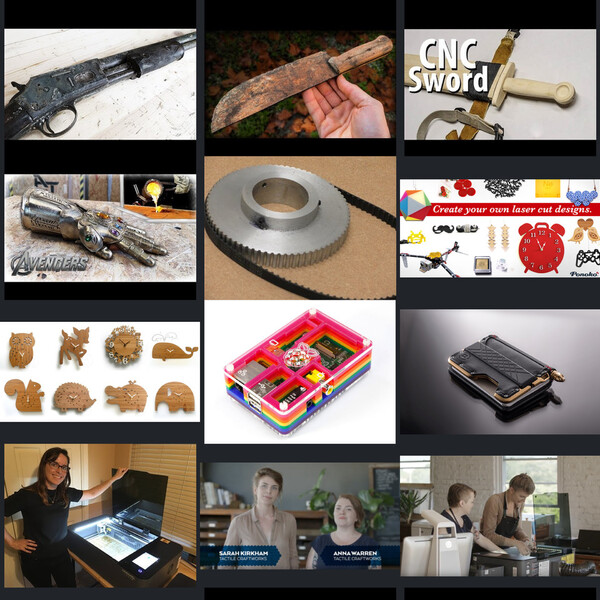 CNC
Sword
AVENGERS
Create your own laser cut designs.
Ponoko
SARAH KIRKHAM
TACTILE CRAFTWORKS
ANNA WARREN
TACTILE CRAFTWORKS